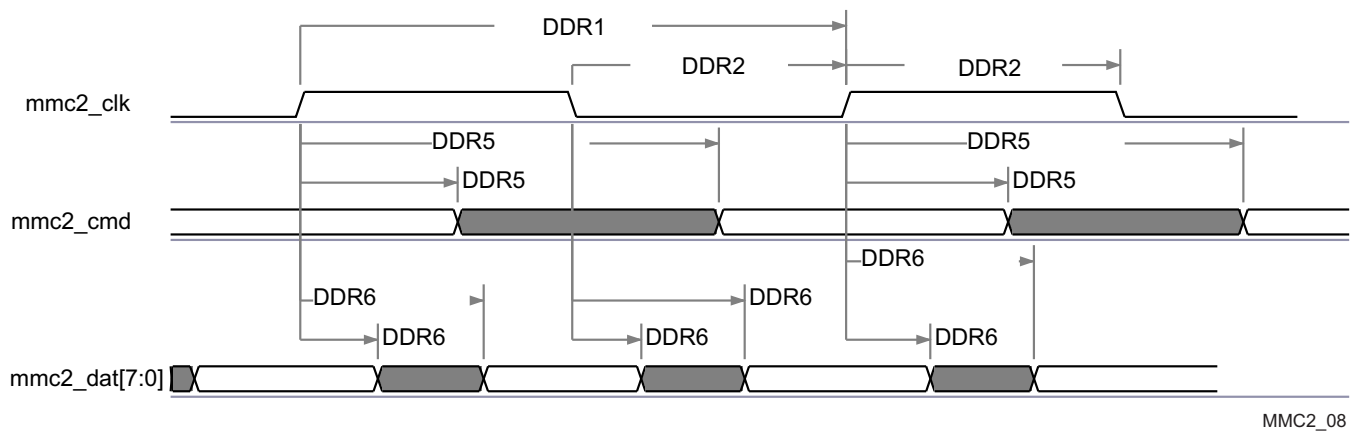 DDR1
DDR2 DDR2
mmc2_clk
DDR5 DDR5
DDR5 DDR5
mmc2_cmd
DDR6
DDR6 DDR6
DDR6 DDR6 DDR6
mmc2_dat[7:0]
MMC2_08